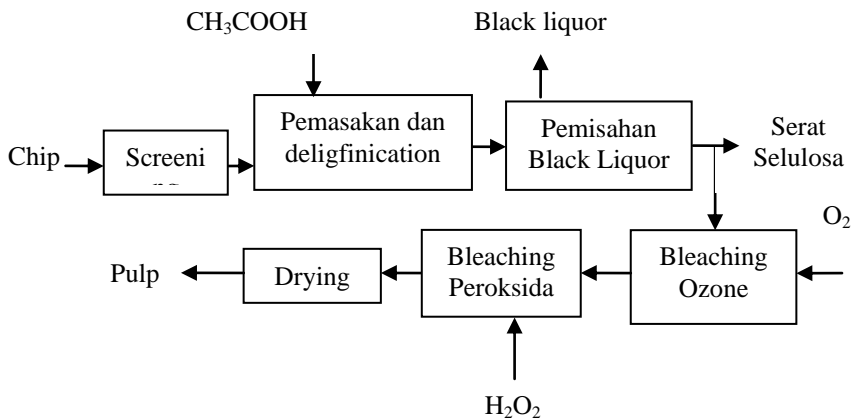 CH₃COOH
Black liquor
Chip
Screeni
Pemasakan dan
deligfinication
Pemisahan
Black Liquor
Serat
Selulosa
O₂
Pulp
Drying
Bleaching
Peroksida
Bleaching
Ozone
H₂O₂